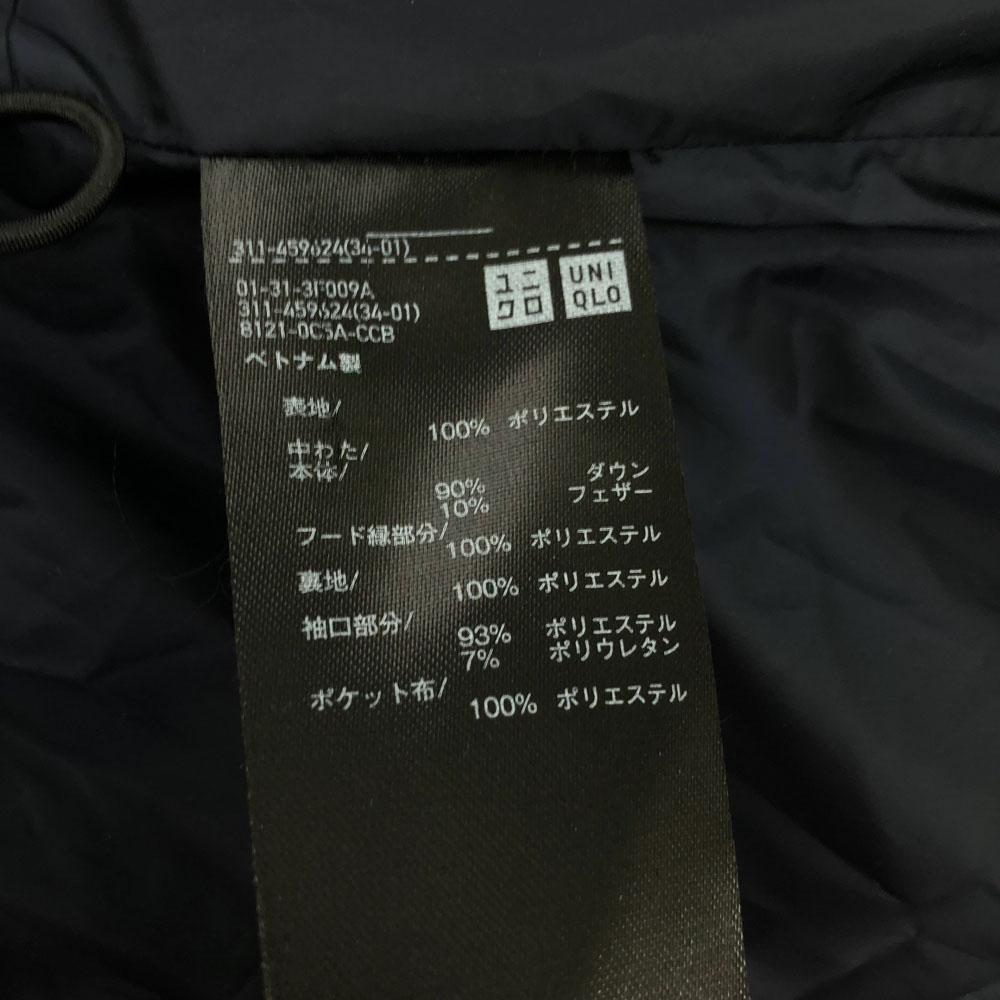 311-459624(34-01)
ユニ
クロ
UNI
QLO
01-31-3F009A
311-459624(34-01)
8121-0C5A-CCB
ベトナム製
表地/
100% ポリエステル
中わた/
本体/
90% ダウン
10% フェザー
フード縁部分/
100% ポリエステル
裏地/
100% ポリエステル
袖口部分/
93% ポリエステル
7% ポリウレタン
ポケット布/
100% ポリエステル